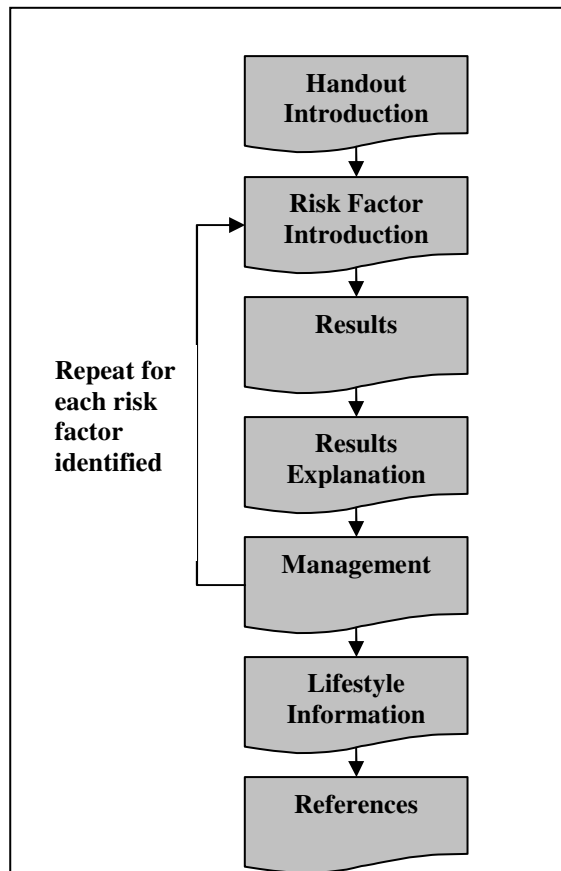 Handout
Introduction
Risk Factor
Introduction
Results
Repeat for
each risk
factor
identified
Results
Explanation
Management
Lifestyle
Information
References